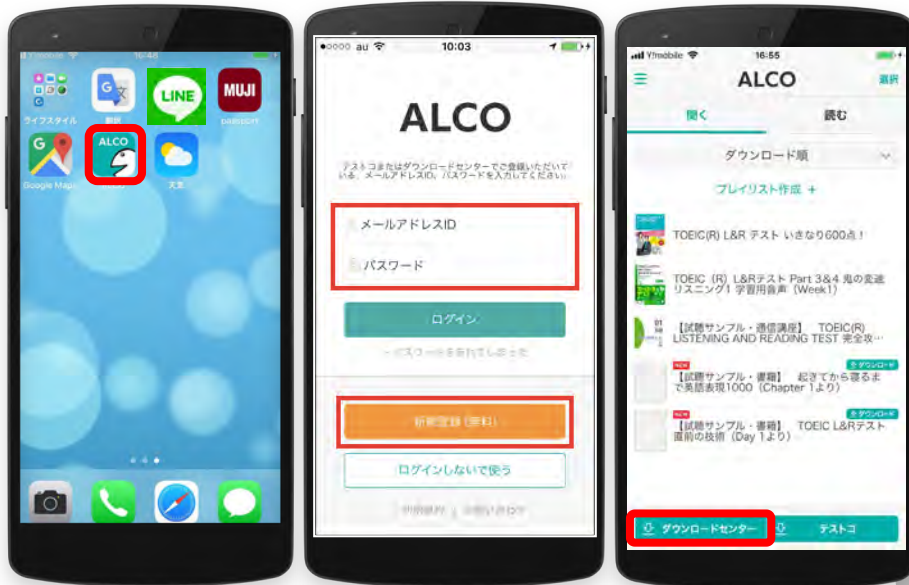 16:48
LINE
MUJI
ライフスタイル
翻訳
passport
ALCO
Google Maps
天気
au
10:03
ALCO
テストコまたはダウンロードセンターでご登録いただいて
いる、メールアドレスID、パスワードを入力してください。
メールアドレスID
パスワード
ログイン
パスワードを忘れてしまった
新規登録(無料)
ログインしないで使う
Y!mobile
16:55
ALCO
選択
聞く
読む
ダウンロード順
プレイリスト作成 +
TOEIC(R) L&R テスト いきなり600点!
TOEIC (R) L&Rテスト Part 3&4 鬼の変速
リスニング1 学習用音声 (Week1)
【試聴サンプル・通信講座】 TOEIC(R)
LISTENING AND READING TEST 完全攻…
NEW
ダウンロード
【試聴サンプル・書籍】 起きてから寝るま
で英語表現1000 (Chapter 1より)
NEW
ダウンロード
【試聴サンプル・書籍】 TOEIC L&Rテスト
直前の技術 (Day 1より)
ダウンロードセンター
テストコ